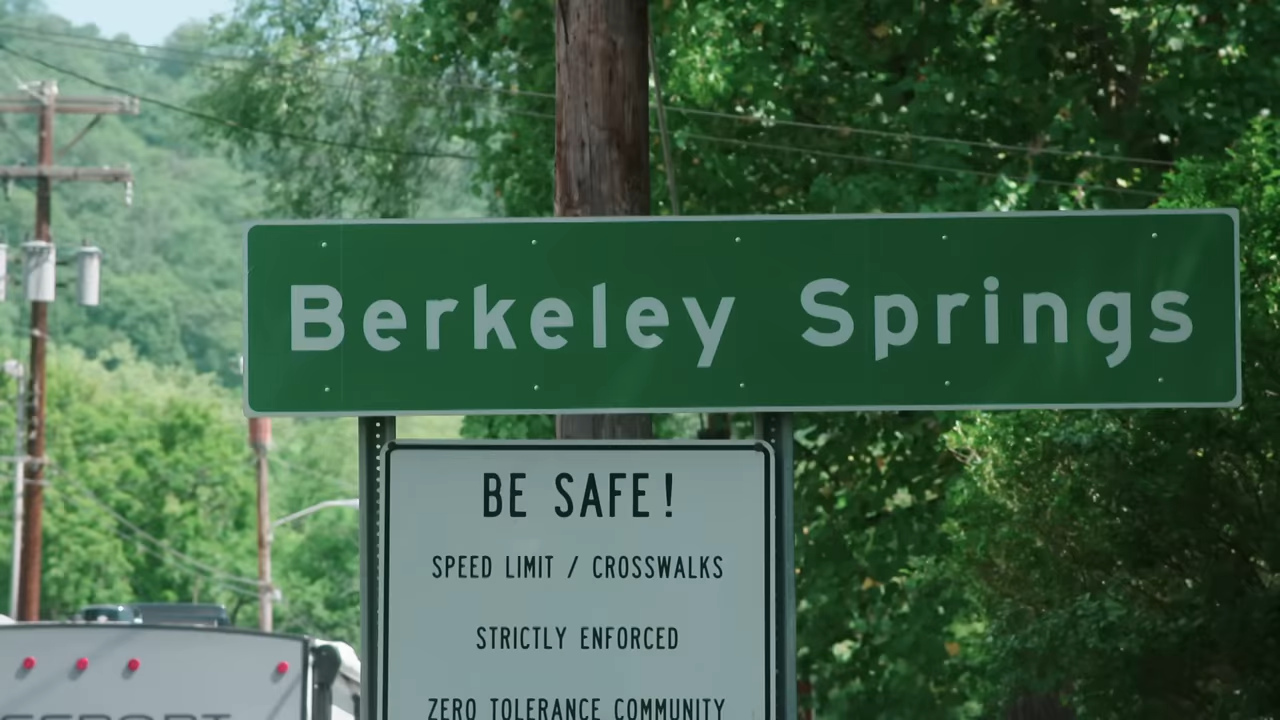 Berkeley Springs
BE SAFE!
SPEED LIMIT / CROSSWALKS
STRICTLY ENFORCED
ZERO TOLERANCE COMMUNITY